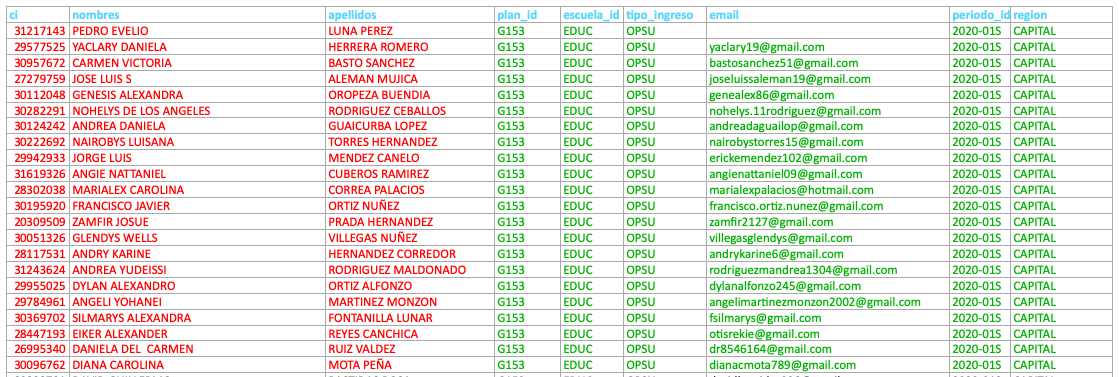 ci nombres apellidos plan_id escuela_id tipo_ingreso email periodo_id region
31217143 PEDRO EVELIO LUNA PEREZ G153 EDUC OPSU 2020-01S CAPITAL
29577525 YACLARY DANIELA HERRERA ROMERO G153 EDUC OPSU yaclary19@gmail.com 2020-01S CAPITAL
30957672 CARMEN VICTORIA BASTO SANCHEZ G153 EDUC OPSU bastosanchez51@gmail.com 2020-01S CAPITAL
27279759 JOSE LUIS S ALEMAN MUJICA G153 EDUC OPSU joseluissaleman19@gmail.com 2020-01S CAPITAL
30112048 GENESIS ALEXANDRA OROPEZA BUENDIA G153 EDUC OPSU genealex86@gmail.com 2020-01S CAPITAL
30282291 NOHELYS DE LOS ANGELES RODRIGUEZ CEBALLOS G153 EDUC OPSU nohelys.11rodriguez@gmail.com 2020-01S CAPITAL
30124242 ANDREA DANIELA GUAICURBA LOPEZ G153 EDUC OPSU andreadaguailop@gmail.com 2020-01S CAPITAL
30222692 NAIROBYS LUISANA TORRES HERNANDEZ G153 EDUC OPSU nairobystorres15@gmail.com 2020-01S CAPITAL
29942933 JORGE LUIS MENDEZ CANELO G153 EDUC OPSU erickemendez102@gmail.com 2020-01S CAPITAL
31619326 ANGIE NATTANIEL CUBEROS RAMIREZ G153 EDUC OPSU angienattaniel09@gmail.com 2020-01S CAPITAL
28302038 MARIALEX CAROLINA CORREA PALACIOS G153 EDUC OPSU marialexpalacios@hotmail.com 2020-01S CAPITAL
30195920 FRANCISCO JAVIER ORTIZ NUÑEZ G153 EDUC OPSU francisco.ortiz.nunez@gmail.com 2020-01S CAPITAL
20309509 ZAMFIR JOSUE PRADA HERNANDEZ G153 EDUC OPSU zamfir2127@gmail.com 2020-01S CAPITAL
30051326 GLENDYS WELLS VILLEGAS NUÑEZ G153 EDUC OPSU villegasglendys@gmail.com 2020-01S CAPITAL
28117531 ANDRY KARINE HERNANDEZ CORREDOR G153 EDUC OPSU andrykarine6@gmail.com 2020-01S CAPITAL
31243624 ANDREA YUDEISSI RODRIGUEZ MALDONADO G153 EDUC OPSU rodriguezmandrea1304@gmail.com 2020-01S CAPITAL
29955025 DYLAN ALEXANDRO ORTIZ ALFONZO G153 EDUC OPSU dylanalfonzo245@gmail.com 2020-01S CAPITAL
29784961 ANGELI YOHANEI MARTINEZ MONZON G153 EDUC OPSU angelimartinezmonzon2002@gmail.com 2020-01S CAPITAL
30369702 SILMARYS ALEXANDRA FONTANILLA LUNAR G153 EDUC OPSU fsilmarys@gmail.com 2020-01S CAPITAL
28447193 EIKER ALEXANDER REYES CANCHICA G153 EDUC OPSU otisrekie@gmail.com 2020-01S CAPITAL
26995340 DANIELA DEL CARMEN RUIZ VALDEZ G153 EDUC OPSU dr8546164@gmail.com 2020-01S CAPITAL
30096762 DIANA CAROLINA MOTA PEÑA G153 EDUC OPSU dianacmota789@gmail.com 2020-01S CAPITAL